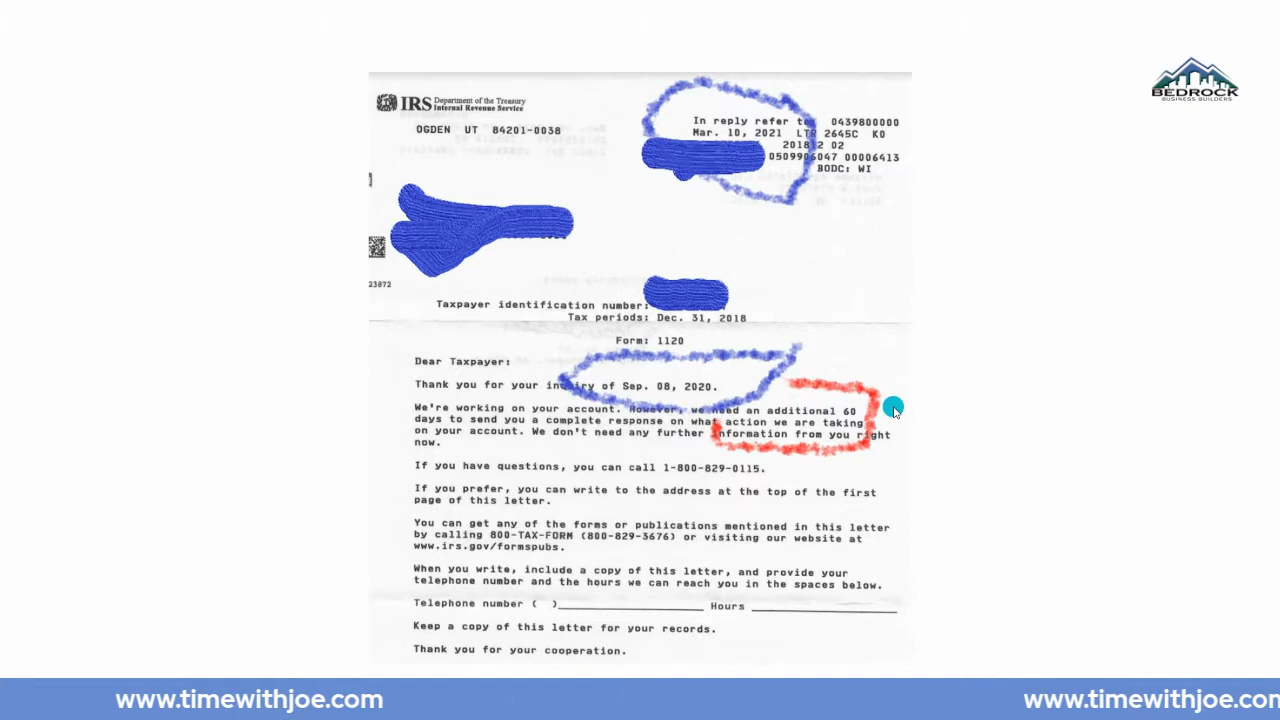 BEDROCK
BUSINESS BUILDERS
IRS Department of the Treasury
Internal Revenue Service
OGDEN UT 84201-0038
In reply refer to 0439800000
Mar. 10, 2021 LTR 2645C K0
201812 02
0509906047 00006413
BODC: WI
23872
Taxpayer identification number:
Tax periods: Dec. 31, 2018
Form: 1120
Dear Taxpayer:
Thank you for your inquiry of Sep. 08, 2020.
We're working on your account. However, we need an additional 60
days to send you a complete response on what action we are taking
on your account. We don't need any further information from you right
now.
If you have questions, you can call 1-800-829-0115.
If you prefer, you can write to the address at the top of the first
page of this letter.
You can get any of the forms or publications mentioned in this letter
by calling 800-TAX-FORM (800-829-3676) or visiting our website at
www.irs.gov/formspubs.
When you write, include a copy of this letter, and provide your
telephone number and the hours we can reach you in the spaces below.
Telephone number ( ) Hours
Keep a copy of this letter for your records.
Thank you for your cooperation.
www.timewithjoe.com www.timewithjoe.com